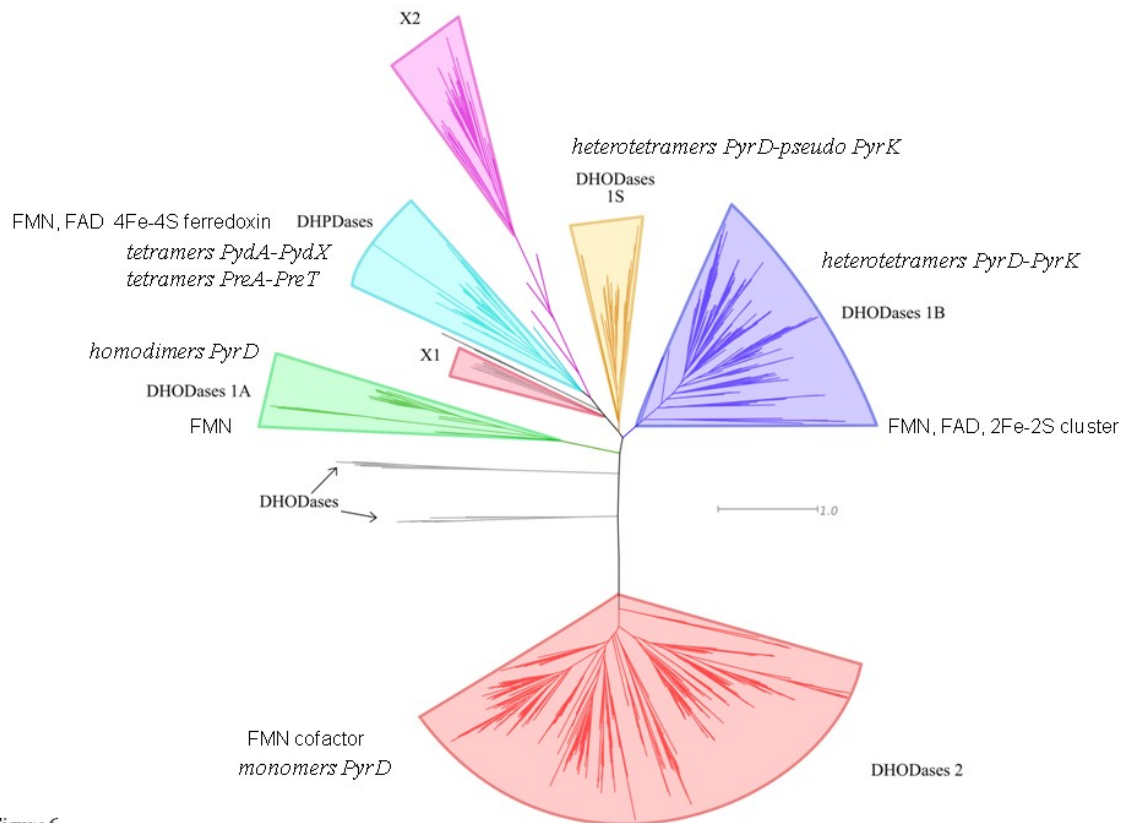 X2
heterotetramers PyrD-pseudo PyrK
DHODases
1S
FMN, FAD 4Fe-4S ferredoxin
DHPDases
tetramers PydA-PydX
tetramers PreA-PreT
heterotetramers PyrD-PyrK
DHODases 1B
homodimers PyrD
X1
DHODases 1A
FMN
FMN, FAD, 2Fe-2S cluster
DHODases
1.0
FMN cofactor
monomers PyrD
DHODases 2